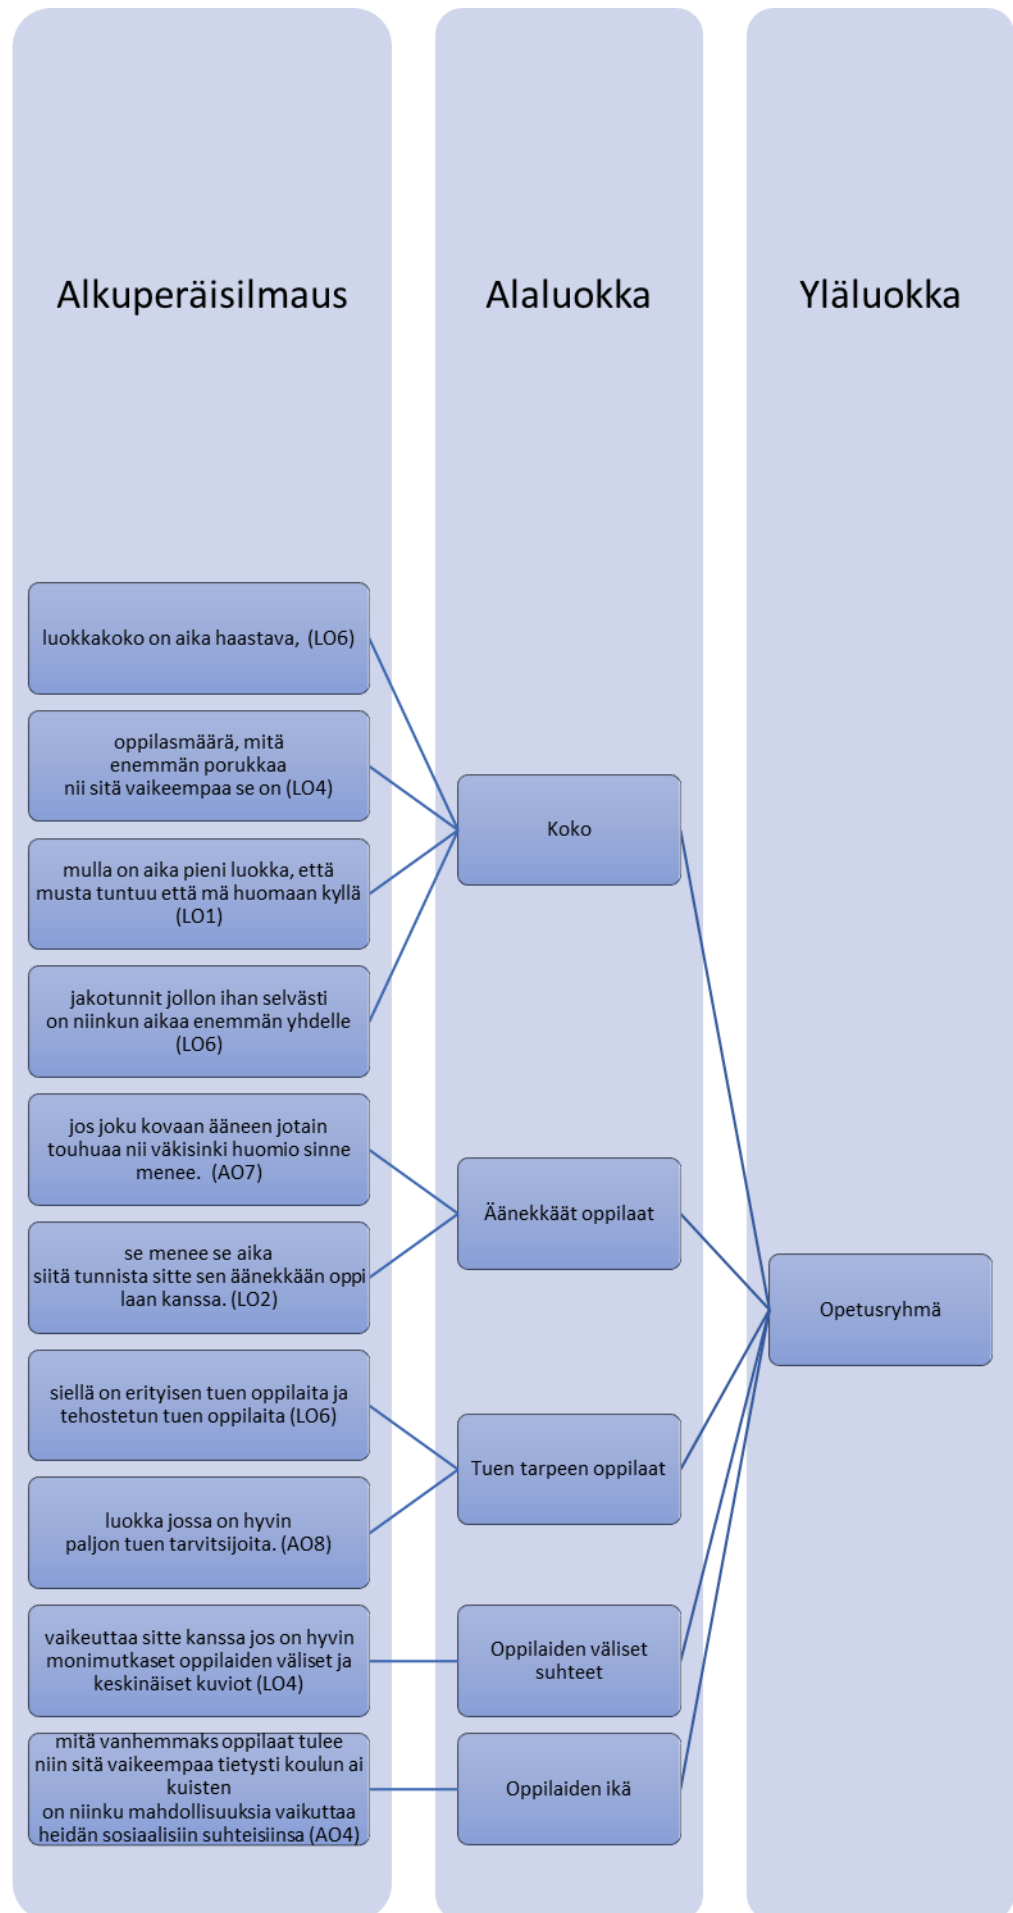 Alkuperäisilmaus
Alaluokka
Yläluokka
luokkakoko on aika haastava, (LO6)
oppilasmäärä, mitä
enemmän porukkaa
nii sitä vaikeempaa se on (LO4)
mulla on aika pieni luokka, että
musta tuntuu että mä huomaan kyllä
(LO1)
jakotunnit jollon ihan selvästi
on niinkun aikaa enemmän yhdelle
(LO6)
jos joku kovaan ääneen jotain
touhuaa nii väkisinki huomio sinne
menee. (AO7)
se menee se aika
siitä tunnista sitte sen äänekkään oppi
laan kanssa. (LO2)
siellä on erityisen tuen oppilaita ja
tehostetun tuen oppilaita (LO6)
luokka jossa on hyvin
paljon tuen tarvitsijoita. (AO8)
vaikeuttaa sitte kanssa jos on hyvin
monimutkaset oppilaiden väliset ja
keskinäiset kuviot (LO4)
mitä vanhemmaks oppilaat tulee
niin sitä vaikeempaa tietysti koulun ai
kuisten
on niinku mahdollisuuksia vaikuttaa
heidän sosiaalisiin suhteisiinsa (AO4)
Koko
Äänekkäät oppilaat
Tuen tarpeen oppilaat
Oppilaiden väliset
suhteet
Oppilaiden ikä
Opetusryhmä